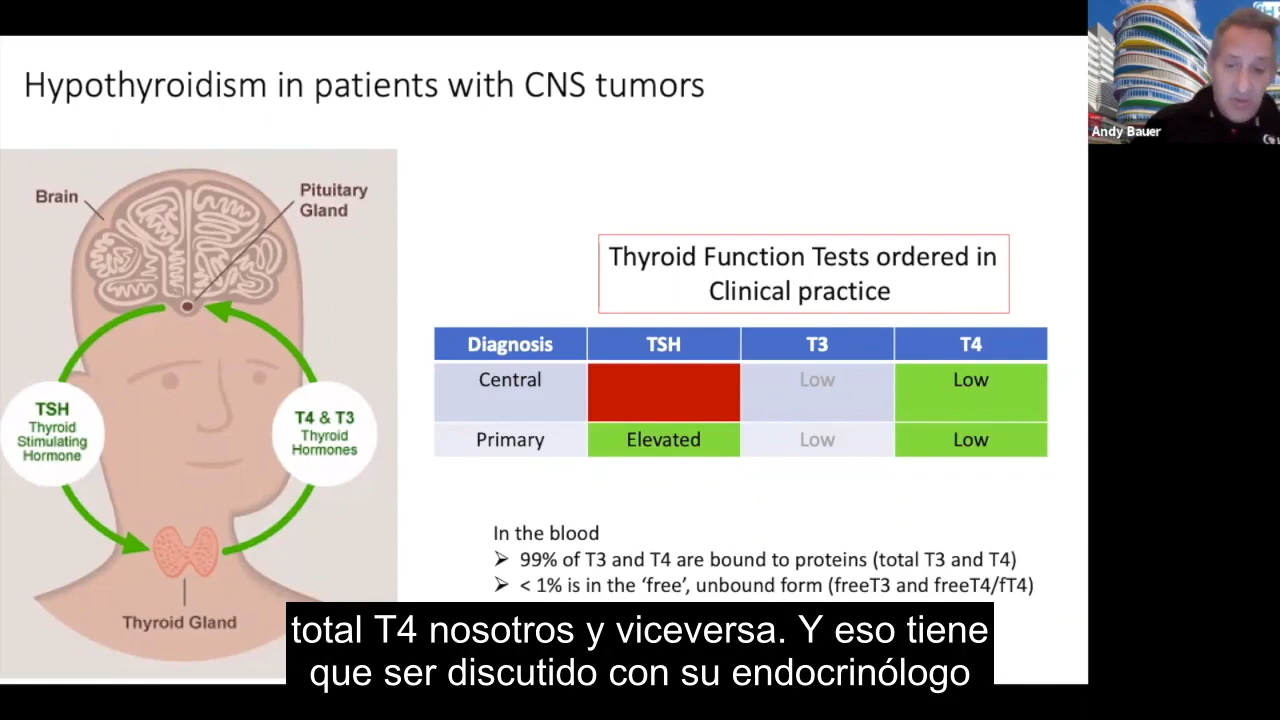 Hypothyroidism in patients with CNS tumors
Andy Bauer
Brain
Pituitary
Gland
TSH
Thyroid
Stimulating
Hormone
T4 & T3
Thyroid
Hormones
Thyroid Gland
Thyroid Function Tests ordered in
Clinical practice
Diagnosis TSH T3 T4
Central Low Low
Primary Elevated Low Low
In the blood
➢ 99% of T3 and T4 are bound to proteins (total T3 and T4)
➢ < 1% is in the ‘free’, unbound form (freeT3 and freeT4/fT4)
total T4 nosotros y viceversa. Y eso tiene
que ser discutido con su endocrinólogo